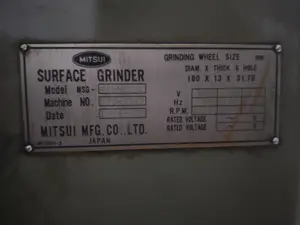 MITSUI
SURFACE GRINDER
Model MSG-
Machine NO.
Date
MITSUI MFG. CO., LTD.
JAPAN
GRINDING WHEEL SIZE mm
DIAM. X THICK & HOLE
180 X 13 X 31.75
V
Hz
R.P.M.
RATED VOLTAGE V
RATED VOLTAGE